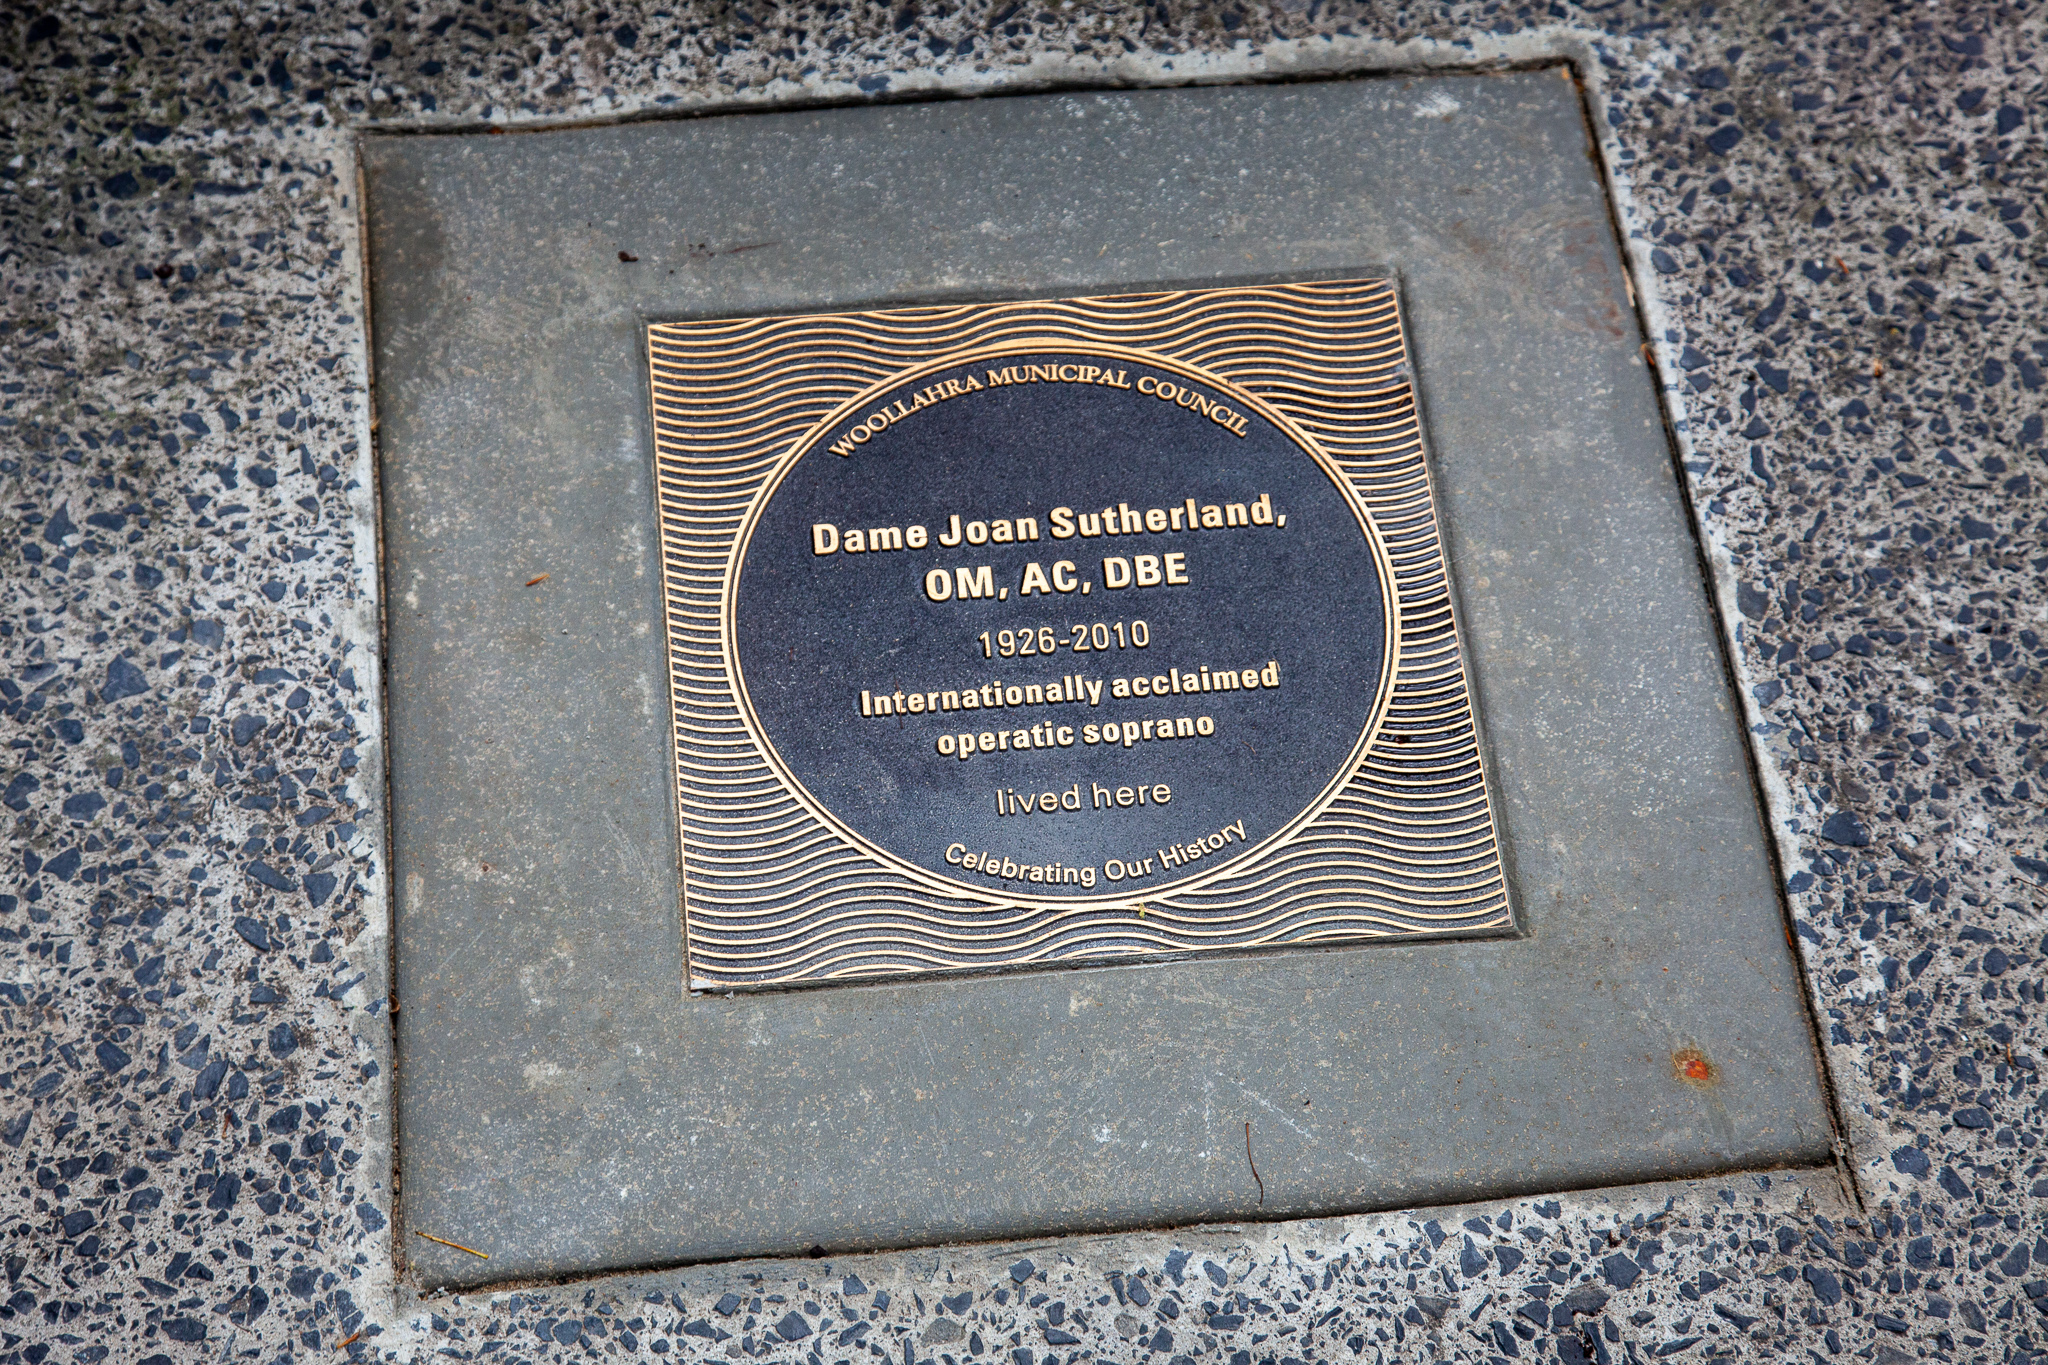 WOOLLAHRA MUNICIPAL COUNCIL
Dame Joan Sutherland,
OM, AC, DBE
1926-2010
Internationally acclaimed
operatic soprano
lived here
Celebrating Our History